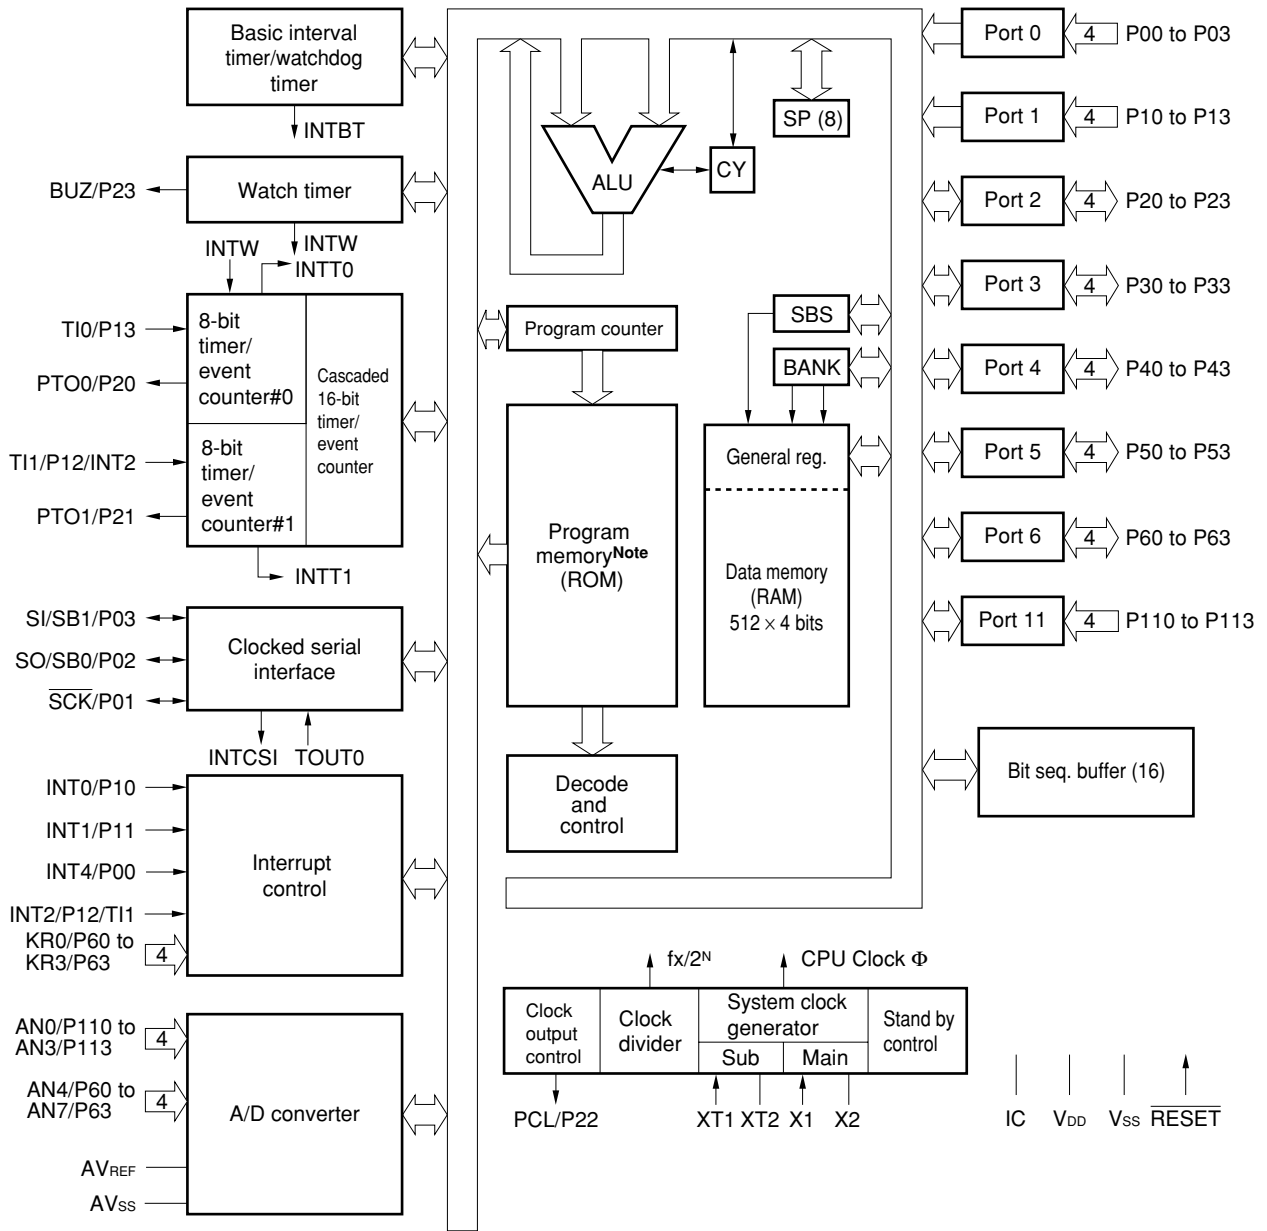 Basic interval
timer/watchdog
timer
INTBT
BUZ/P23
Watch timer
INTW
INTW
INTT0
TI0/P13
PTO0/P20
TI1/P12/INT2
PTO1/P21
8-bit
timer/
event
counter#0
8-bit
timer/
event
counter#1
Cascaded
16-bit
timer/
event
counter
INTT1
SI/SB1/P03
SO/SB0/P02
S̅C̅K̅/P01
Clocked serial
interface
INTCSI
TOUT0
INT0/P10
INT1/P11
INT4/P00
INT2/P12/TI1
KR0/P60 to
KR3/P63
4
Interrupt
control
AN0/P110 to
AN3/P113
4
AN4/P60 to
AN7/P63
4
AVREF
AVSS
A/D converter
ALU
CY
SP (8)
Program counter
SBS
BANK
General reg.
Program
memoryNote
(ROM)
Data memory
(RAM)
512 × 4 bits
Decode
and
control
fx/2ᴺ
CPU Clock Φ
Clock
output
control
Clock
divider
System clock
generator
Sub
Main
Stand by
control
PCL/P22
XT1
XT2
X1
X2
Port 0
4
P00 to P03
Port 1
4
P10 to P13
Port 2
4
P20 to P23
Port 3
4
P30 to P33
Port 4
4
P40 to P43
Port 5
4
P50 to P53
Port 6
4
P60 to P63
Port 11
4
P110 to P113
Bit seq. buffer (16)
IC
VDD
VSS
R̅E̅S̅E̅T̅